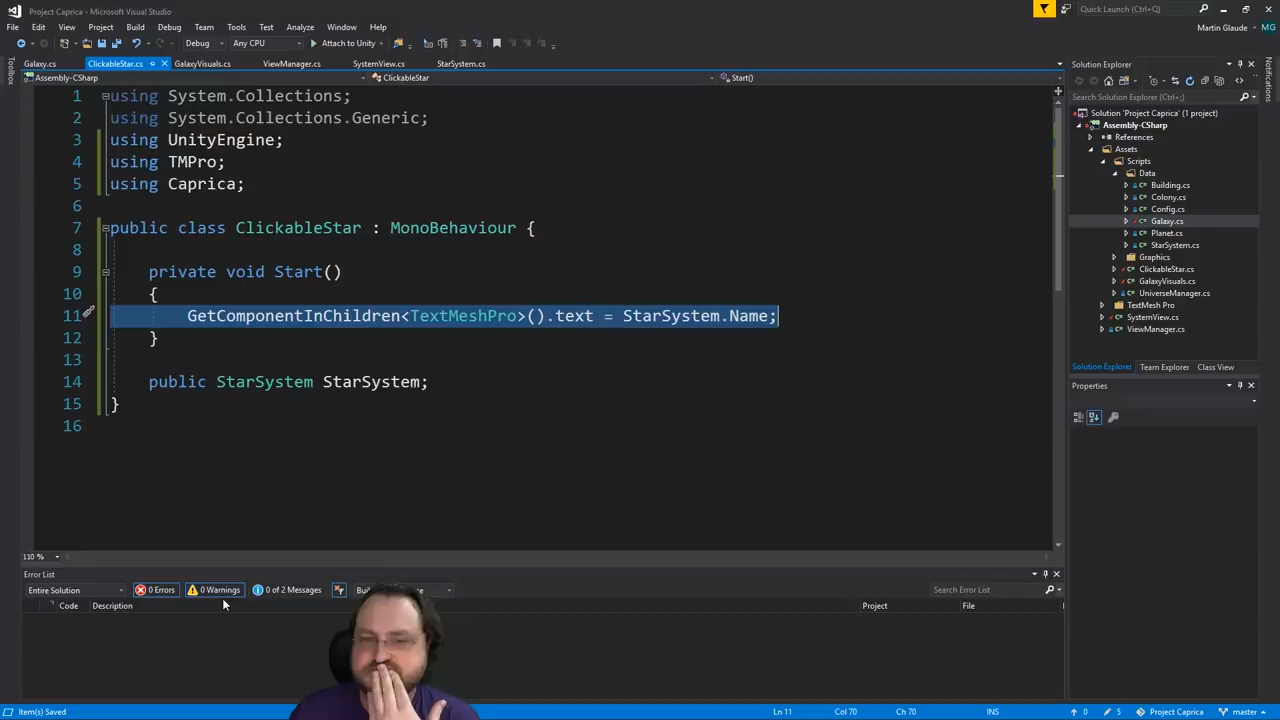 Project Caprica - Microsoft Visual Studio
Quick Launch (Ctrl+Q)
File Edit View Project Build Debug Team Tools Test Analyze Window Help
Martin Glaude MG
Debug Any CPU Attach to Unity
Toolbox
Galaxy.cs ClickableStar.cs GalaxyVisuals.cs ViewManager.cs SystemView.cs StarSystem.cs
Assembly-CSharp ClickableStar Start()
1 using System.Collections;
2 using System.Collections.Generic;
3 using UnityEngine;
4 using TMPro;
5 using Caprica;
6
7 public class ClickableStar : MonoBehaviour {
8
9 private void Start()
10 {
11 GetComponentInChildren<TextMeshPro>().text = StarSystem.Name;
12 }
13
14 public StarSystem StarSystem;
15 }
16
110 %
Solution Explorer
Notifications
Search Solution Explorer (Ctrl+;)
Solution 'Project Caprica' (1 project)
Assembly-CSharp
References
Assets
Scripts
Data
Building.cs
Colony.cs
Config.cs
Galaxy.cs
Planet.cs
StarSystem.cs
Graphics
ClickableStar.cs
GalaxyVisuals.cs
UniverseManager.cs
TextMesh Pro
SystemView.cs
ViewManager.cs
Solution Explorer Team Explorer Class View
Properties
Error List
Entire Solution 0 Errors 0 Warnings 0 of 2 Messages
Search Error List
Code Description Project File
Item(s) Saved Ln 11 Col 70 Ch 70 INS 0 5 Project Caprica master